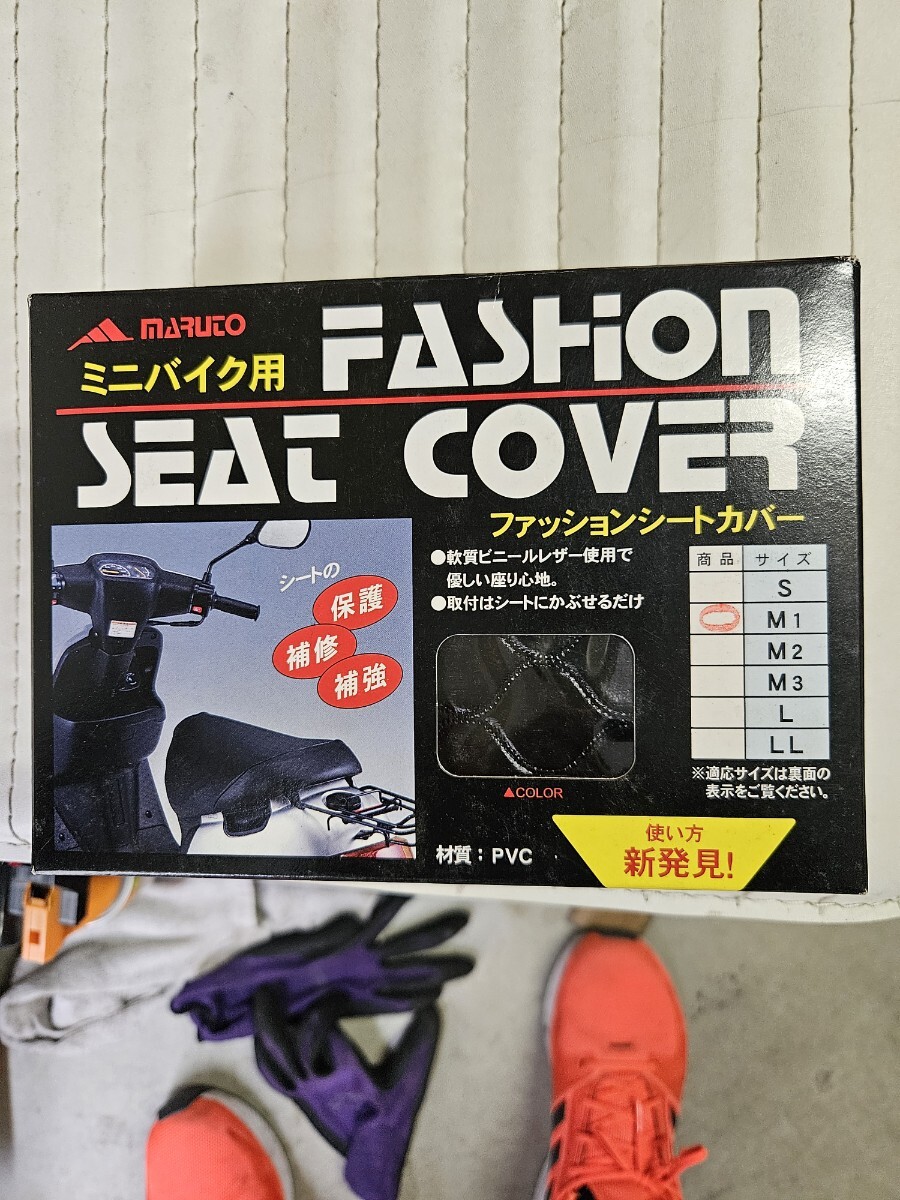 MARUTO
ミニバイク用
FASHION
SEAT COVER
ファッションシートカバー
シートの
保護
補修
補強
●軟質ビニールレザー使用で
優しい座り心地。
●取付はシートにかぶせるだけ
▲COLOR
材質：PVC
商品 サイズ
S
M1
M2
M3
L
LL
※適応サイズは裏面の
表示をご覧ください。
使い方
新発見！